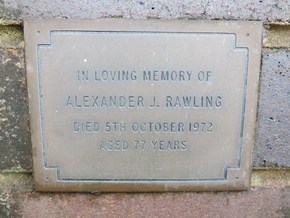 IN LOVING MEMORY OF
ALEXANDER J. RAWLING
DIED 5TH OCTOBER 1972
AGED 77 YEARS